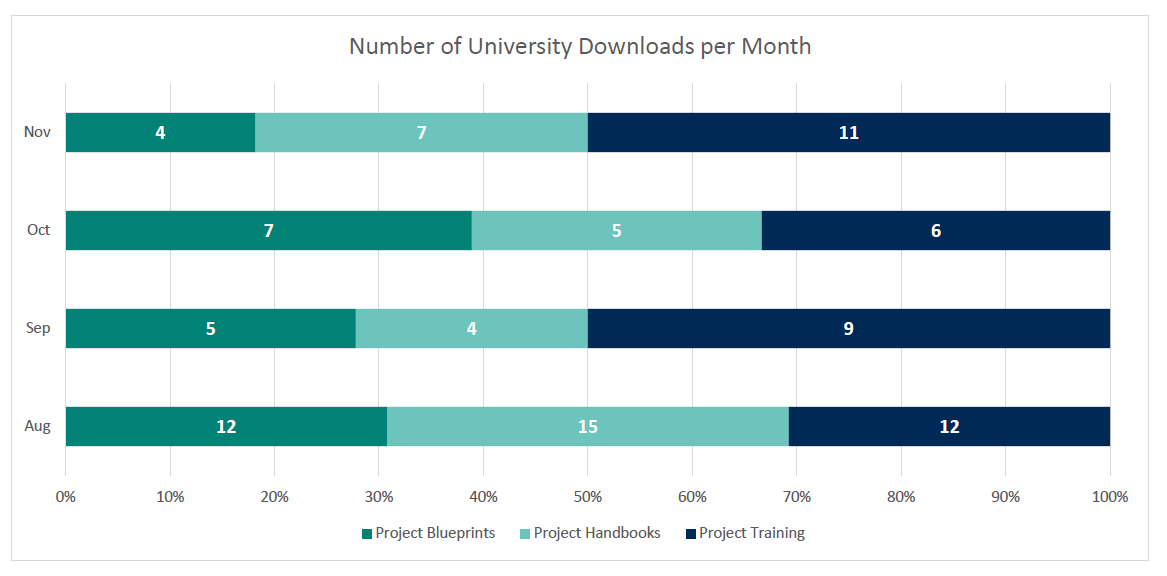 Number of University Downloads per Month
Nov 4 7 11
Oct 7 5 6
Sep 5 4 9
Aug 12 15 12
0% 10% 20% 30% 40% 50% 60% 70% 80% 90% 100%
Project Blueprints Project Handbooks Project Training